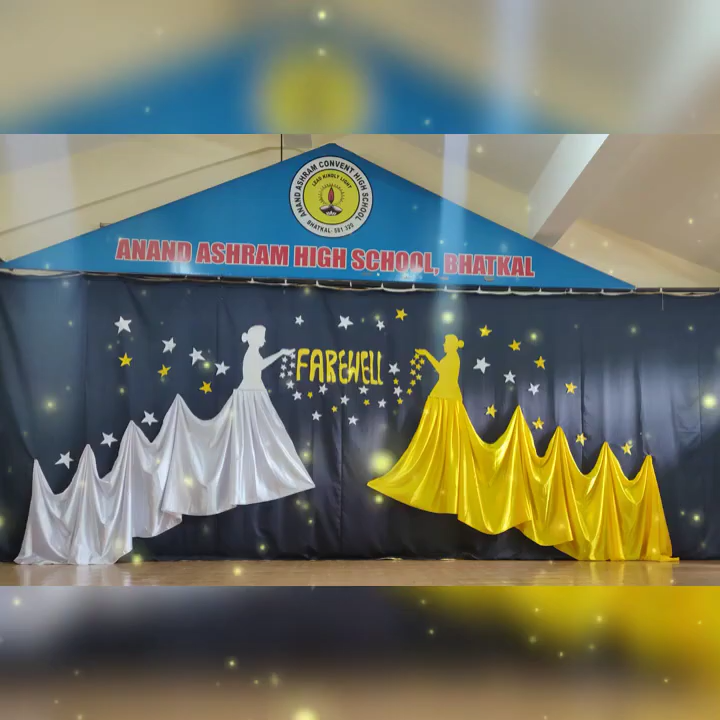 ANAND ASHRAM CONVENT HIGH SCHOOL
LEAD KINDLY LIGHT
BHATKAL- 581 320
ANAND ASHRAM HIGH SCHOOL, BHATKAL
FAREWELL